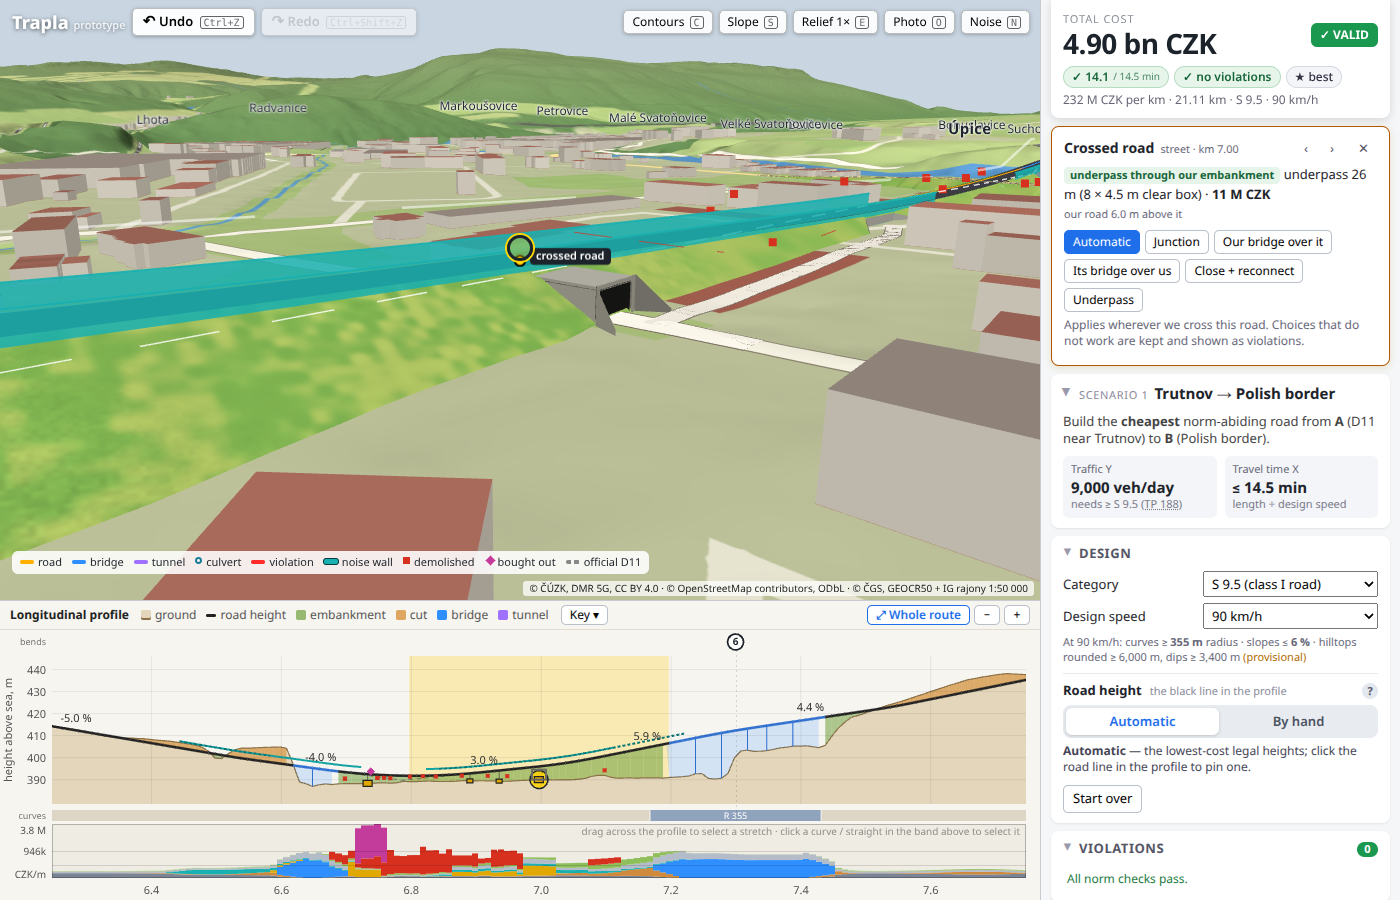 Trapla prototype
↶ Undo Ctrl+Z
↷ Redo Ctrl+Shift+Z
Contours C
Slope S
Relief 1× E
Photo O
Noise N
Lhota
Radvanice
Markoušovice
Petrovice
Malé Svatoňovice
Velké Svatoňovice
Úpice
Sucho
crossed road
road
bridge
tunnel
culvert
violation
noise wall
demolished
bought out
official D11
© ČÚZK, DMR 5G, CC BY 4.0 · © OpenStreetMap contributors, ODbL · © ČGS, GEOCR50 + IG rajony 1:50 000
Longitudinal profile
ground
road height
embankment
cut
bridge
tunnel
Key ▾
⤢ Whole route
−
+
bends
6
height above sea, m
440
430
420
410
400
390
-5.0 %
-4.0 %
3.0 %
5.9 %
4.4 %
curves
R 355
3.8 M
946k
CZK/m
drag across the profile to select a stretch · click a curve / straight in the band above to select it
6.4
6.6
6.8
7.0
7.2
7.4
7.6
TOTAL COST
4.90 bn CZK
✓ VALID
✓ 14.1 / 14.5 min
✓ no violations
★ best
232 M CZK per km · 21.11 km · S 9.5 · 90 km/h
Crossed road street · km 7.00
‹ › ✕
underpass through our embankment underpass 26
m (8 × 4.5 m clear box) · 11 M CZK
our road 6.0 m above it
Automatic
Junction
Our bridge over it
Its bridge over us
Close + reconnect
Underpass
Applies wherever we cross this road. Choices that do
not work are kept and shown as violations.
SCENARIO 1 Trutnov → Polish border
Build the cheapest norm-abiding road from A (D11
near Trutnov) to B (Polish border).
Traffic Y
9,000 veh/day
needs ≥ S 9.5 (TP 188)
Travel time X
≤ 14.5 min
length ÷ design speed
DESIGN
Category
S 9.5 (class I road)
Design speed
90 km/h
At 90 km/h: curves ≥ 355 m radius · slopes ≤ 6 % · hilltops
rounded ≥ 6,000 m, dips ≥ 3,400 m (provisional)
Road height the black line in the profile
?
Automatic
By hand
Automatic — the lowest-cost legal heights; click the
road line in the profile to pin one.
Start over
VIOLATIONS
0
All norm checks pass.